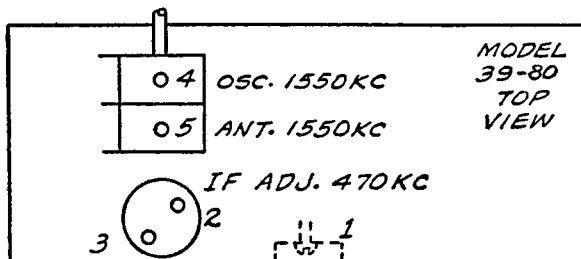 MODEL
39-80
TOP
VIEW
4 OSC. 1550KC
5 ANT. 1550KC
IF ADJ. 470KC
2
3
1